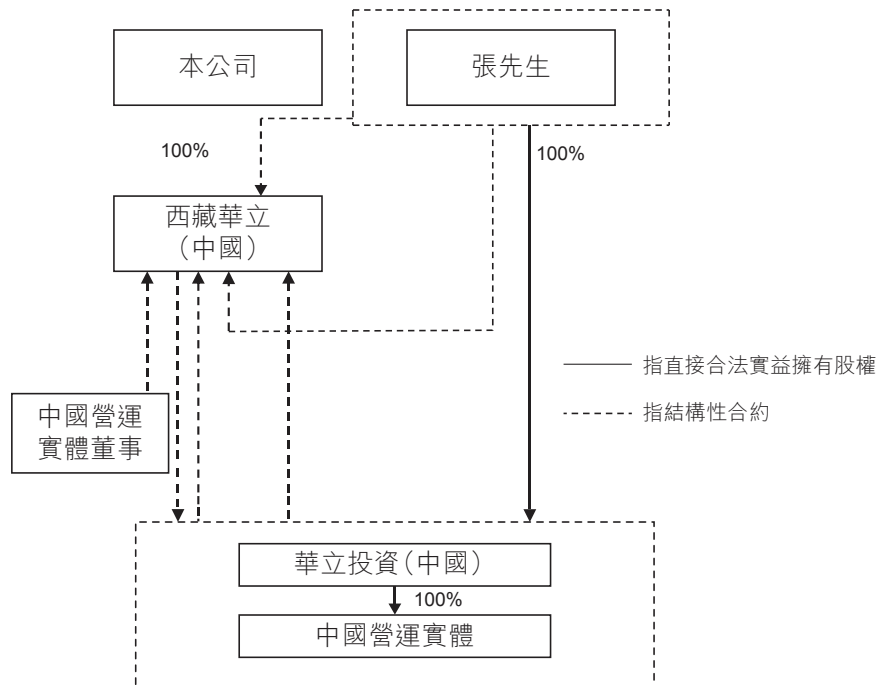 本公司
張先生
100%
100%
西藏華立
（中國）
指直接合法實益擁有股權
指結構性合約
中國營運
實體董事
華立投資（中國）
100%
中國營運實體